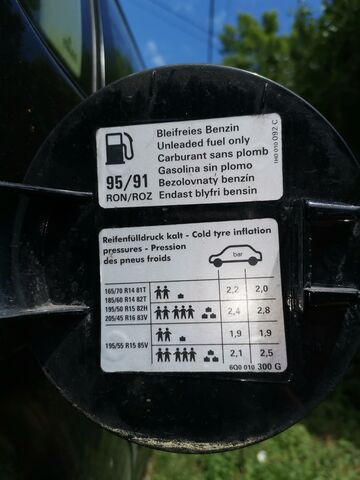 Bleifreies Benzin
Unleaded fuel only
Carburant sans plomb
Gasolina sin plomo
Bezolovnatý benzín
Endast blyfri bensin
95/91
RON/ROZ
1H0 010 092 C
Reifenfülldruck kalt - Cold tyre inflation
pressures - Pression
des pneus froids
bar
165/70 R14 81T
185/60 R14 82T
2,2 2,0
195/50 R15 82H
205/45 R16 83V
2,4 2,8
195/55 R15 85V
1,9 1,9
2,1 2,5
6Q0 010 300 G